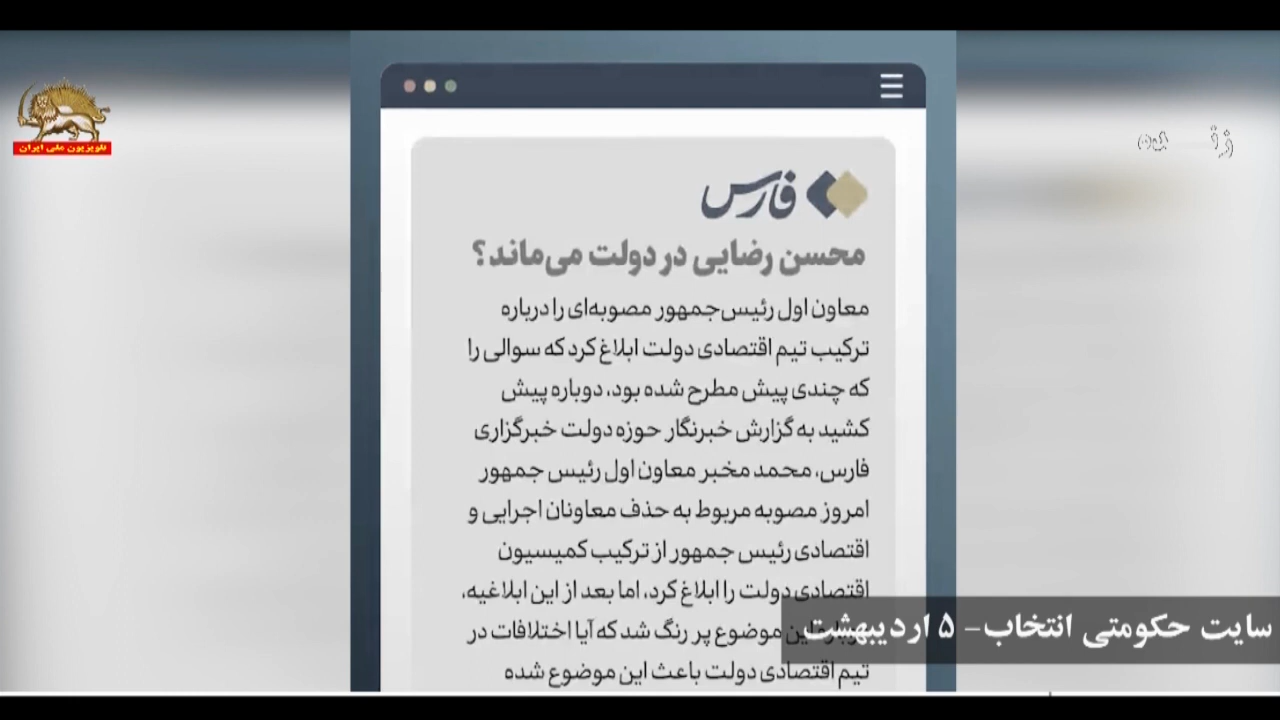 تلویزیون ملی ایران
فارس
محسن رضایی در دولت می‌ماند؟
معاون اول رئیس‌جمهور مصوبه‌ای را درباره
ترکیب تیم اقتصادی دولت ابلاغ کرد که سوالی را
که چندی پیش مطرح شده بود، دوباره پیش
کشید به گزارش خبرنگار حوزه دولت خبرگزاری
فارس، محمد مخبر معاون اول رئیس جمهور
امروز مصوبه مربوط به حذف معاونان اجرایی و
اقتصادی رئیس جمهور از ترکیب کمیسیون
اقتصادی دولت را ابلاغ کرد، اما بعد از این ابلاغیه،
این موضوع پر رنگ شد که آیا اختلافات در
تیم اقتصادی دولت باعث این موضوع شده
سایت حکومتی انتخاب- ۵ اردیبهشت